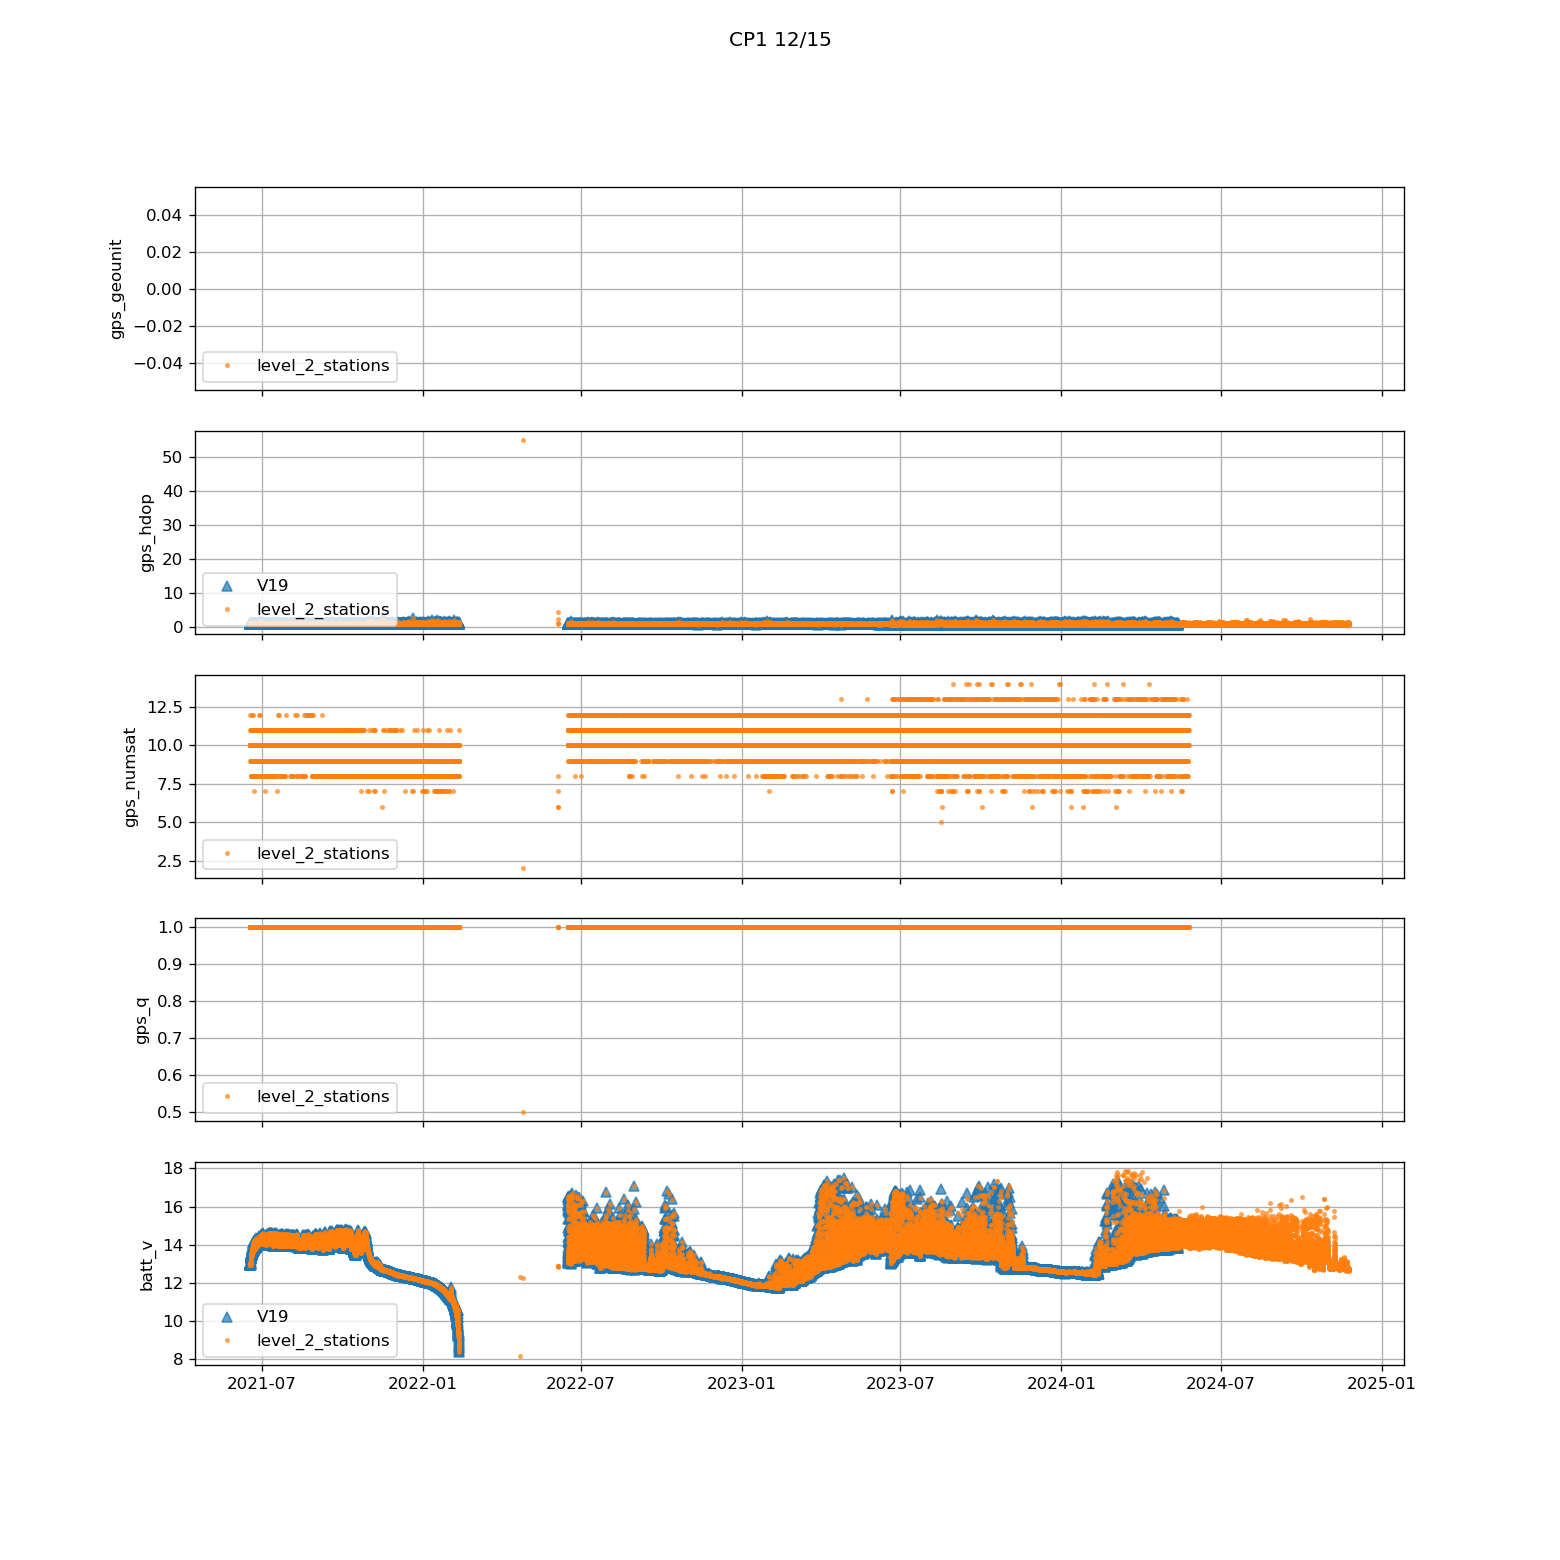 CP1 12/15
gps_geounit
0.04
0.02
0.00
−0.02
−0.04
level_2_stations
gps_hdop
50
40
30
20
10
0
V19
level_2_stations
gps_numsat
12.5
10.0
7.5
5.0
2.5
level_2_stations
gps_q
1.0
0.9
0.8
0.7
0.6
0.5
level_2_stations
batt_v
18
16
14
12
10
8
V19
level_2_stations
2021-07 2022-01 2022-07 2023-01 2023-07 2024-01 2024-07 2025-01